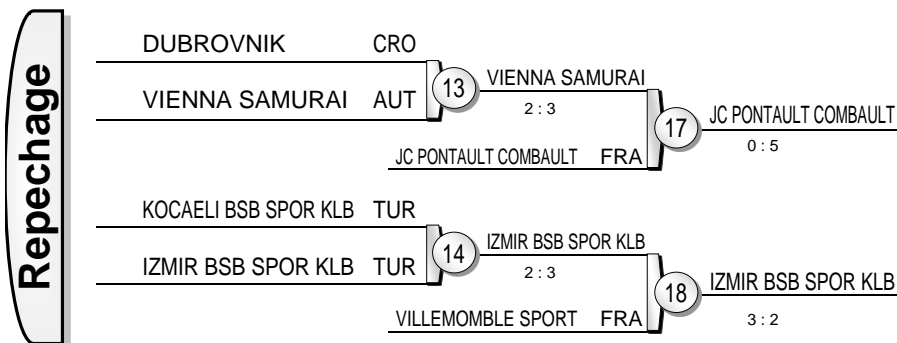 Repechage
DUBROVNIK CRO
VIENNA SAMURAI AUT
13
VIENNA SAMURAI
2 : 3
JC PONTAULT COMBAULT FRA
17
JC PONTAULT COMBAULT
0 : 5
KOCAELI BSB SPOR KLB TUR
IZMIR BSB SPOR KLB TUR
14
IZMIR BSB SPOR KLB
2 : 3
VILLEMOMBLE SPORT FRA
18
IZMIR BSB SPOR KLB
3 : 2